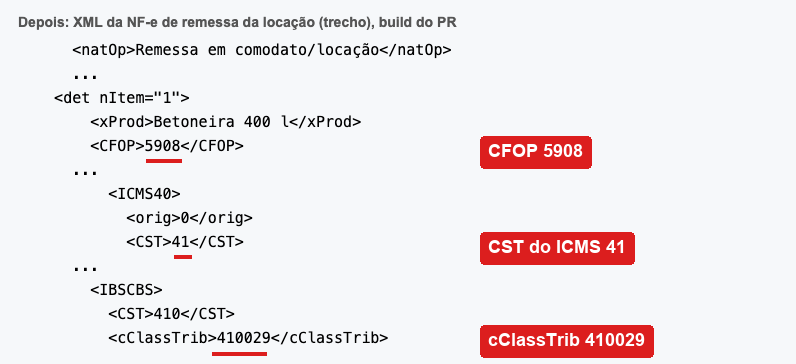 Depois: XML da NF-e de remessa da locação (trecho), build do PR
<natOp>Remessa em comodato/locação</natOp>
...
<det nItem="1">
<xProd>Betoneira 400 l</xProd>
<CFOP>5908</CFOP>
CFOP 5908
...
<ICMS40>
<orig>0</orig>
<CST>41</CST>
CST do ICMS 41
...
<IBSCBS>
<CST>410</CST>
<cClassTrib>410029</cClassTrib>
cClassTrib 410029